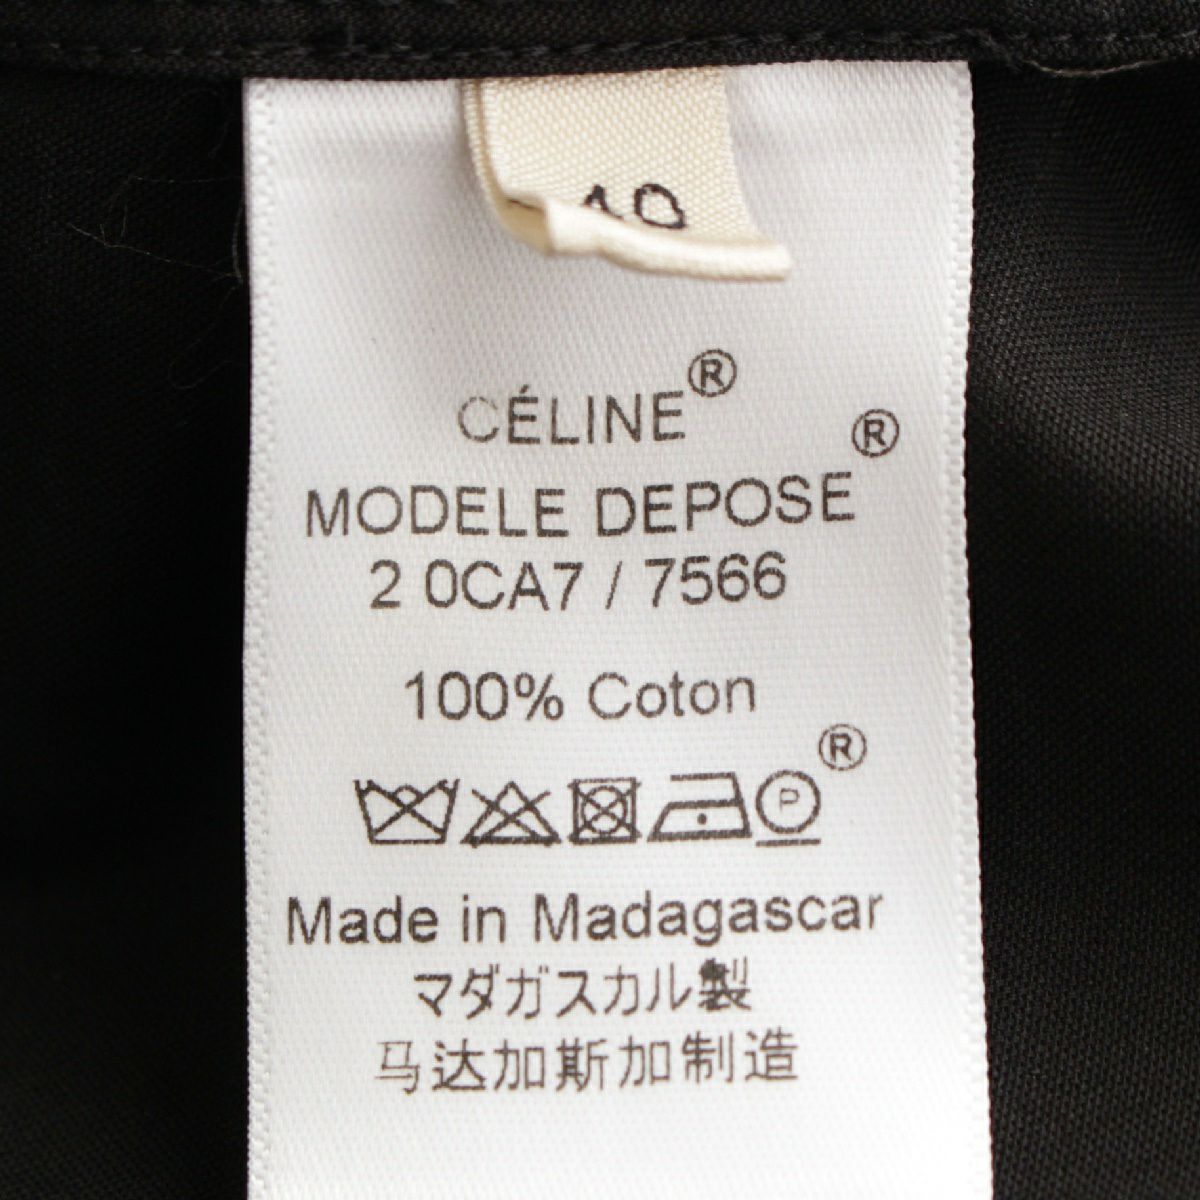 40
CÉLINE®
MODELE DEPOSE®
2 0CA7 / 7566
100% Coton
P ®
Made in Madagascar
マダガスカル製
马达加斯加制造